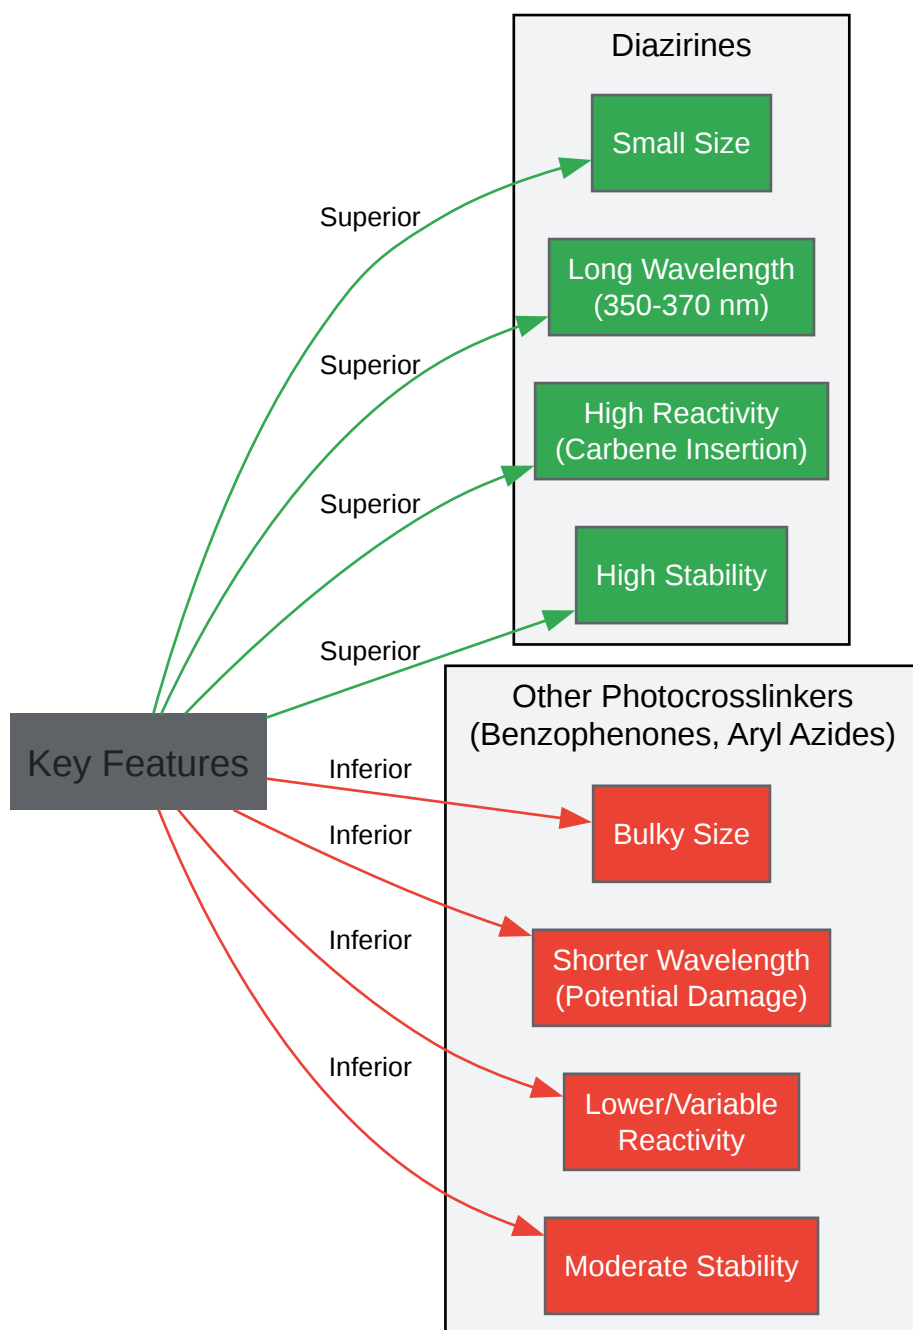 Diazirines
Small Size
Superior
Long Wavelength
(350-370 nm)
Superior
High Reactivity
(Carbene Insertion)
Superior
High Stability
Superior
Other Photocrosslinkers
(Benzophenones, Aryl Azides)
Key Features
Inferior
Bulky Size
Inferior
Shorter Wavelength
(Potential Damage)
Inferior
Lower/Variable
Reactivity
Inferior
Moderate Stability